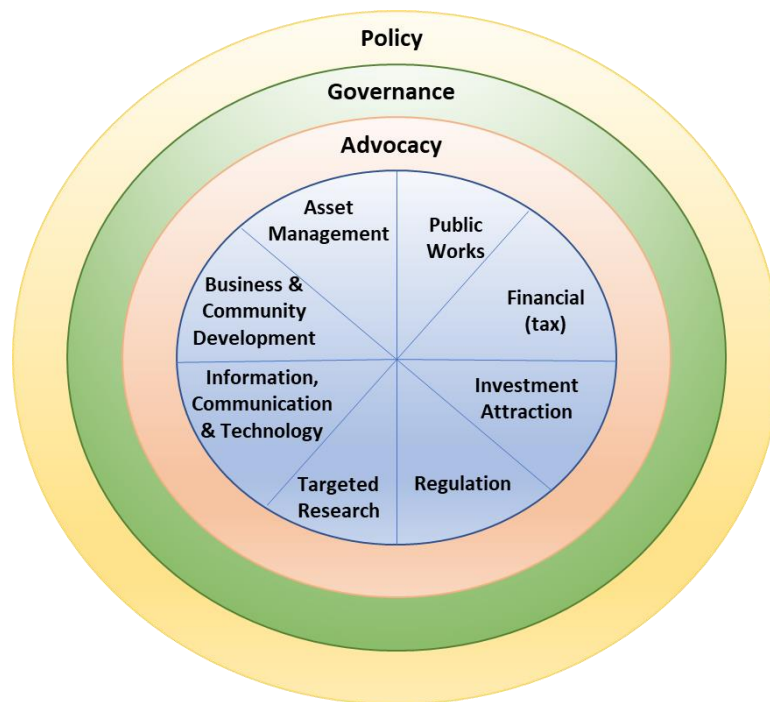 Policy
Governance
Advocacy
Asset
Management
Public
Works
Business &
Community
Development
Financial
(tax)
Information,
Communication
& Technology
Investment
Attraction
Targeted
Research
Regulation